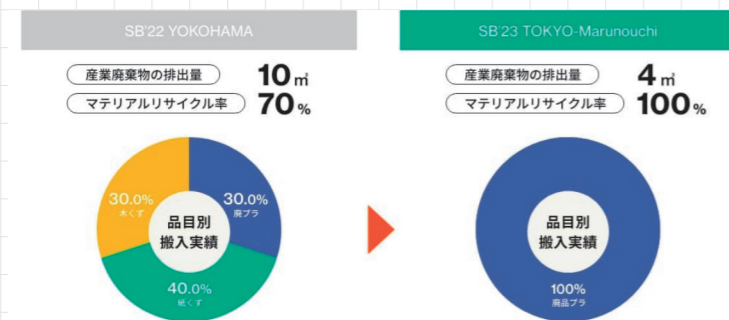 SB'22 YOKOHAMA
産業廃棄物の排出量 10㎥
マテリアルリサイクル率 70%
30.0%
木くず
30.0%
廃プラ
品目別
搬入実績
40.0%
紙くず
SB'23 TOKYO-Marunouchi
産業廃棄物の排出量 4㎥
マテリアルリサイクル率 100%
品目別
搬入実績
100%
廃品プラ